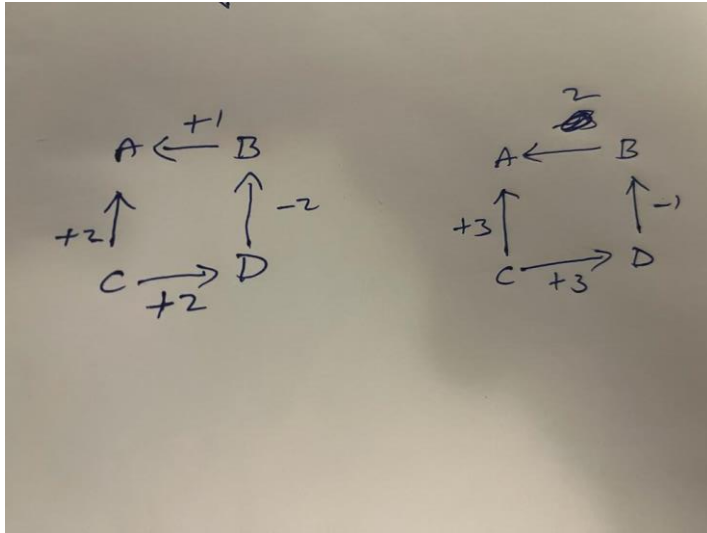 +1 2
A ← B A ← B
+2 ↑ ↑ -2 +3 ↑ ↑ -1
C → D C → D
+2 +3